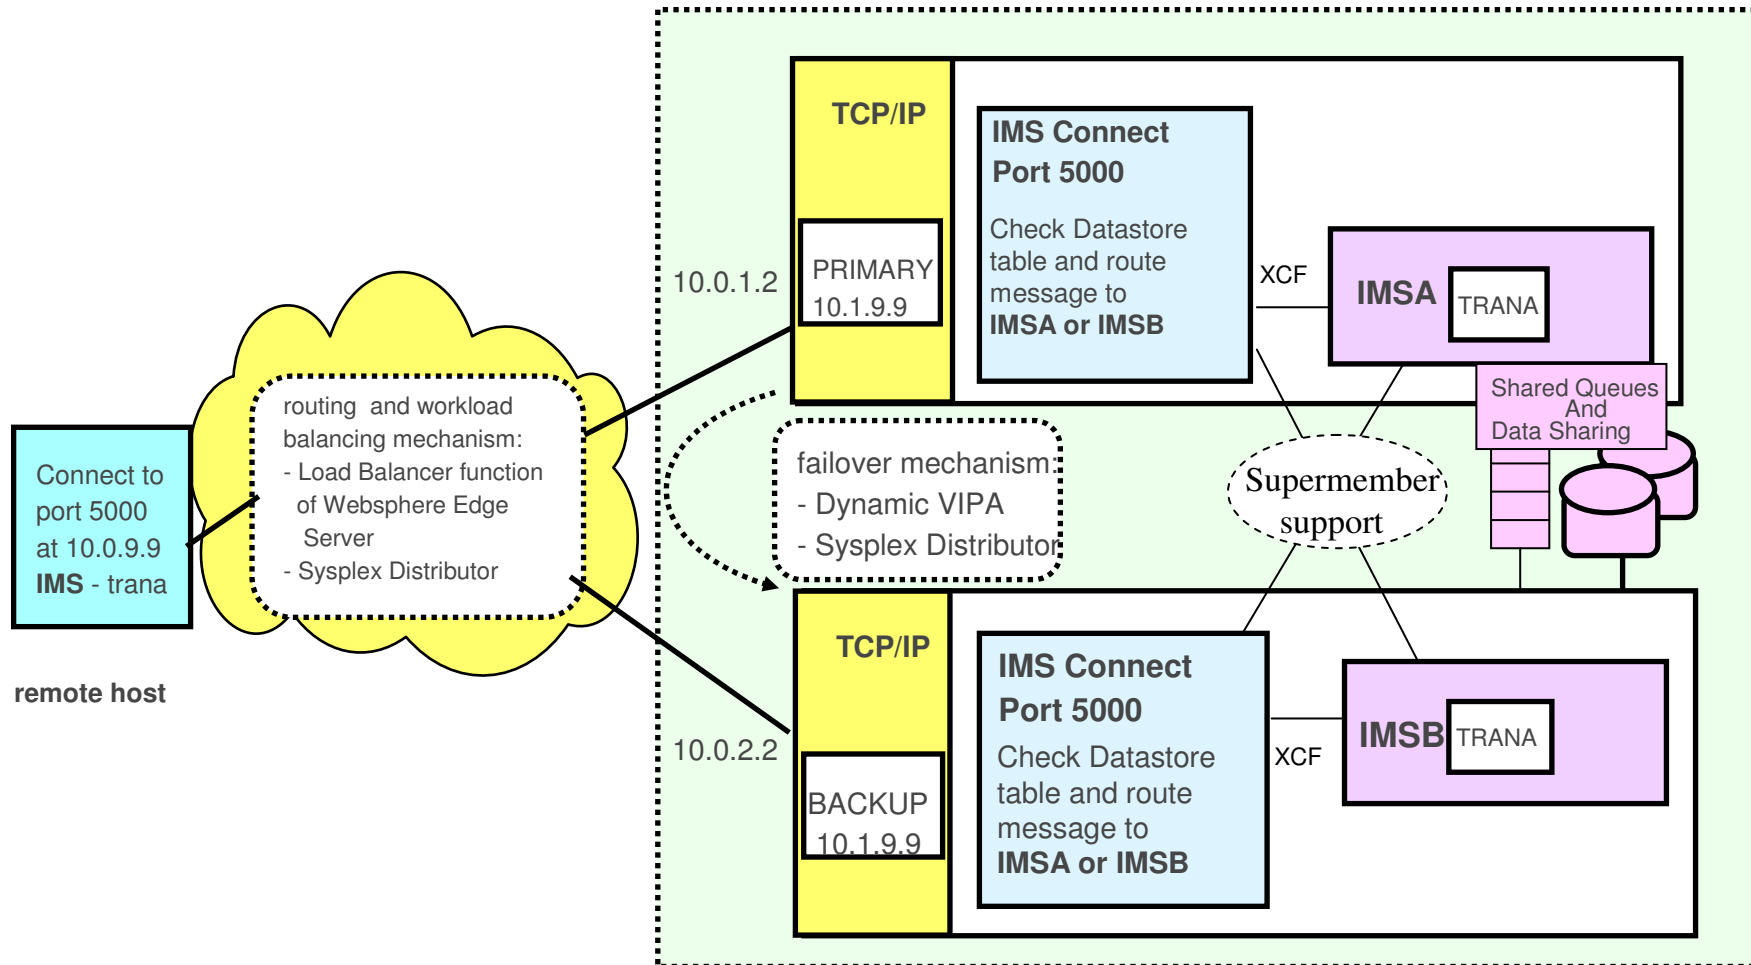 Connect to
port 5000
at 10.0.9.9
IMS - trana
remote host
routing and workload
balancing mechanism:
- Load Balancer function
of Websphere Edge
Server
- Sysplex Distributor
10.0.1.2
TCP/IP
PRIMARY
10.1.9.9
IMS Connect
Port 5000
Check Datastore
table and route
message to
IMSA or IMSB
XCF
IMSA
TRANA
Shared Queues
And
Data Sharing
failover mechanism:
- Dynamic VIPA
- Sysplex Distributor
Supermember
support
10.0.2.2
TCP/IP
BACKUP
10.1.9.9
IMS Connect
Port 5000
Check Datastore
table and route
message to
IMSA or IMSB
XCF
IMSB
TRANA